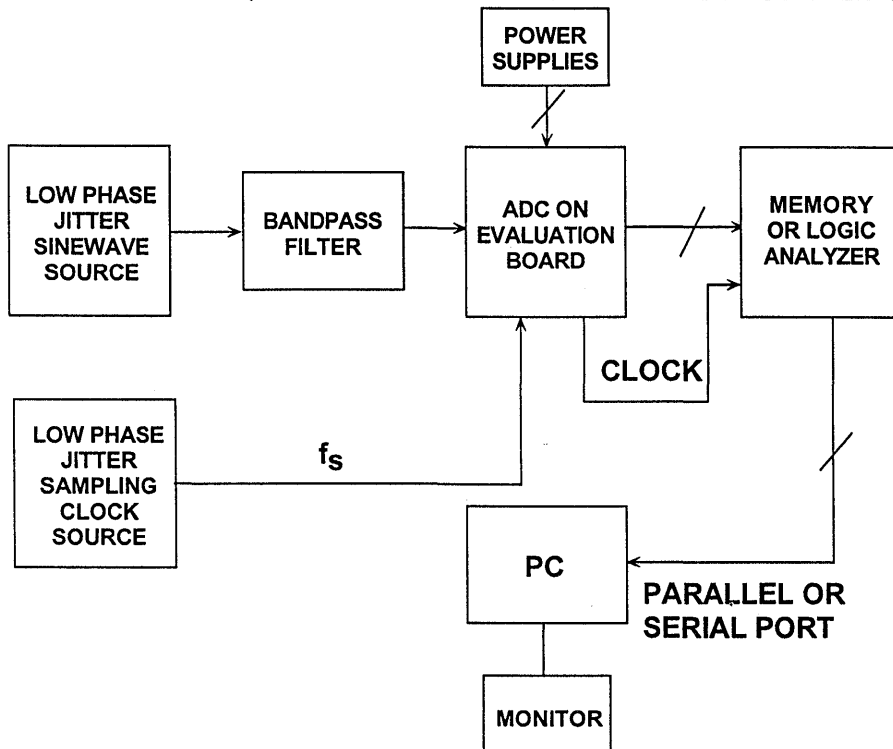 POWER
SUPPLIES
LOW PHASE
JITTER
SINEWAVE
SOURCE
BANDPASS
FILTER
ADC ON
EVALUATION
BOARD
MEMORY
OR LOGIC
ANALYZER
CLOCK
LOW PHASE
JITTER
SAMPLING
CLOCK
SOURCE
fs
PC
PARALLEL OR
SERIAL PORT
MONITOR